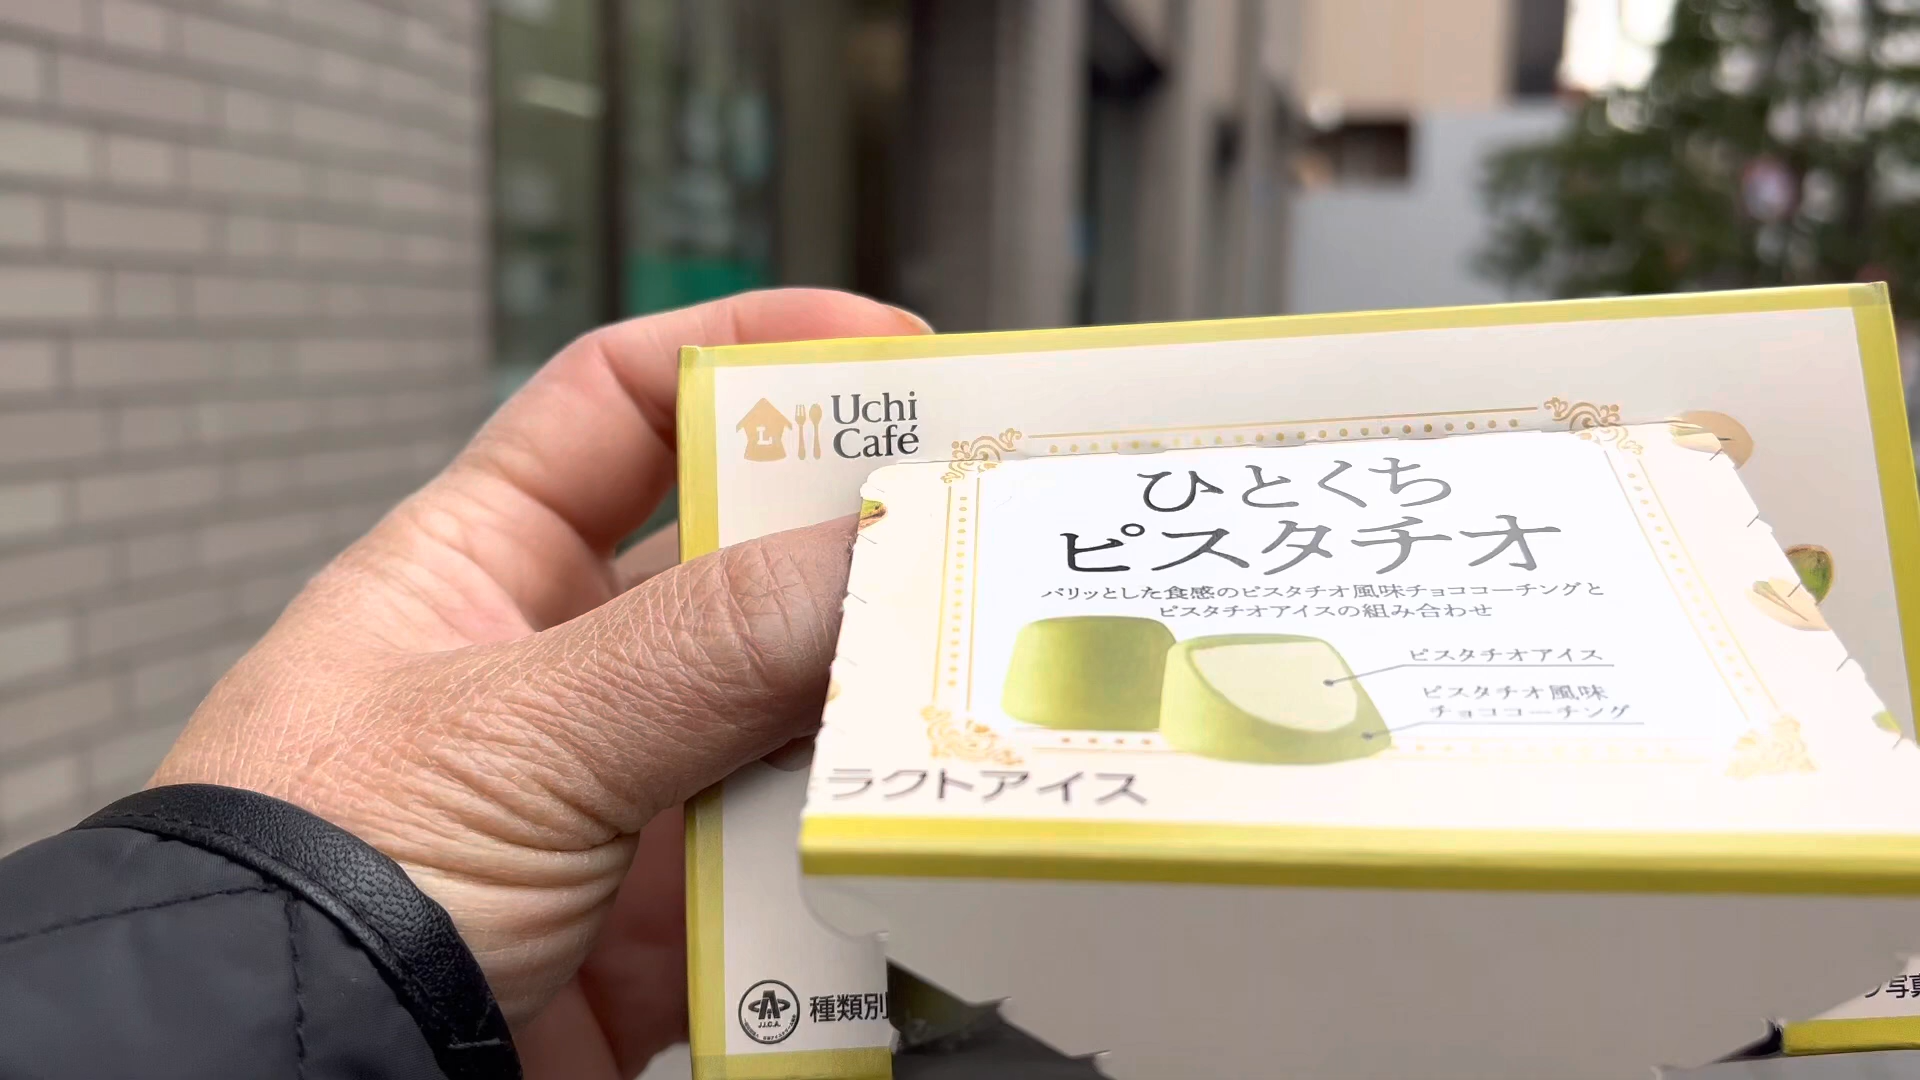 L
Uchi
Café
ひとくち
ピスタチオ
パリッとした食感のピスタチオ風味チョココーチングと
ピスタチオアイスの組み合わせ
ピスタチオアイス
ピスタチオ風味
チョココーチング
ラクトアイス
J.I.C.A.
種類別
写真